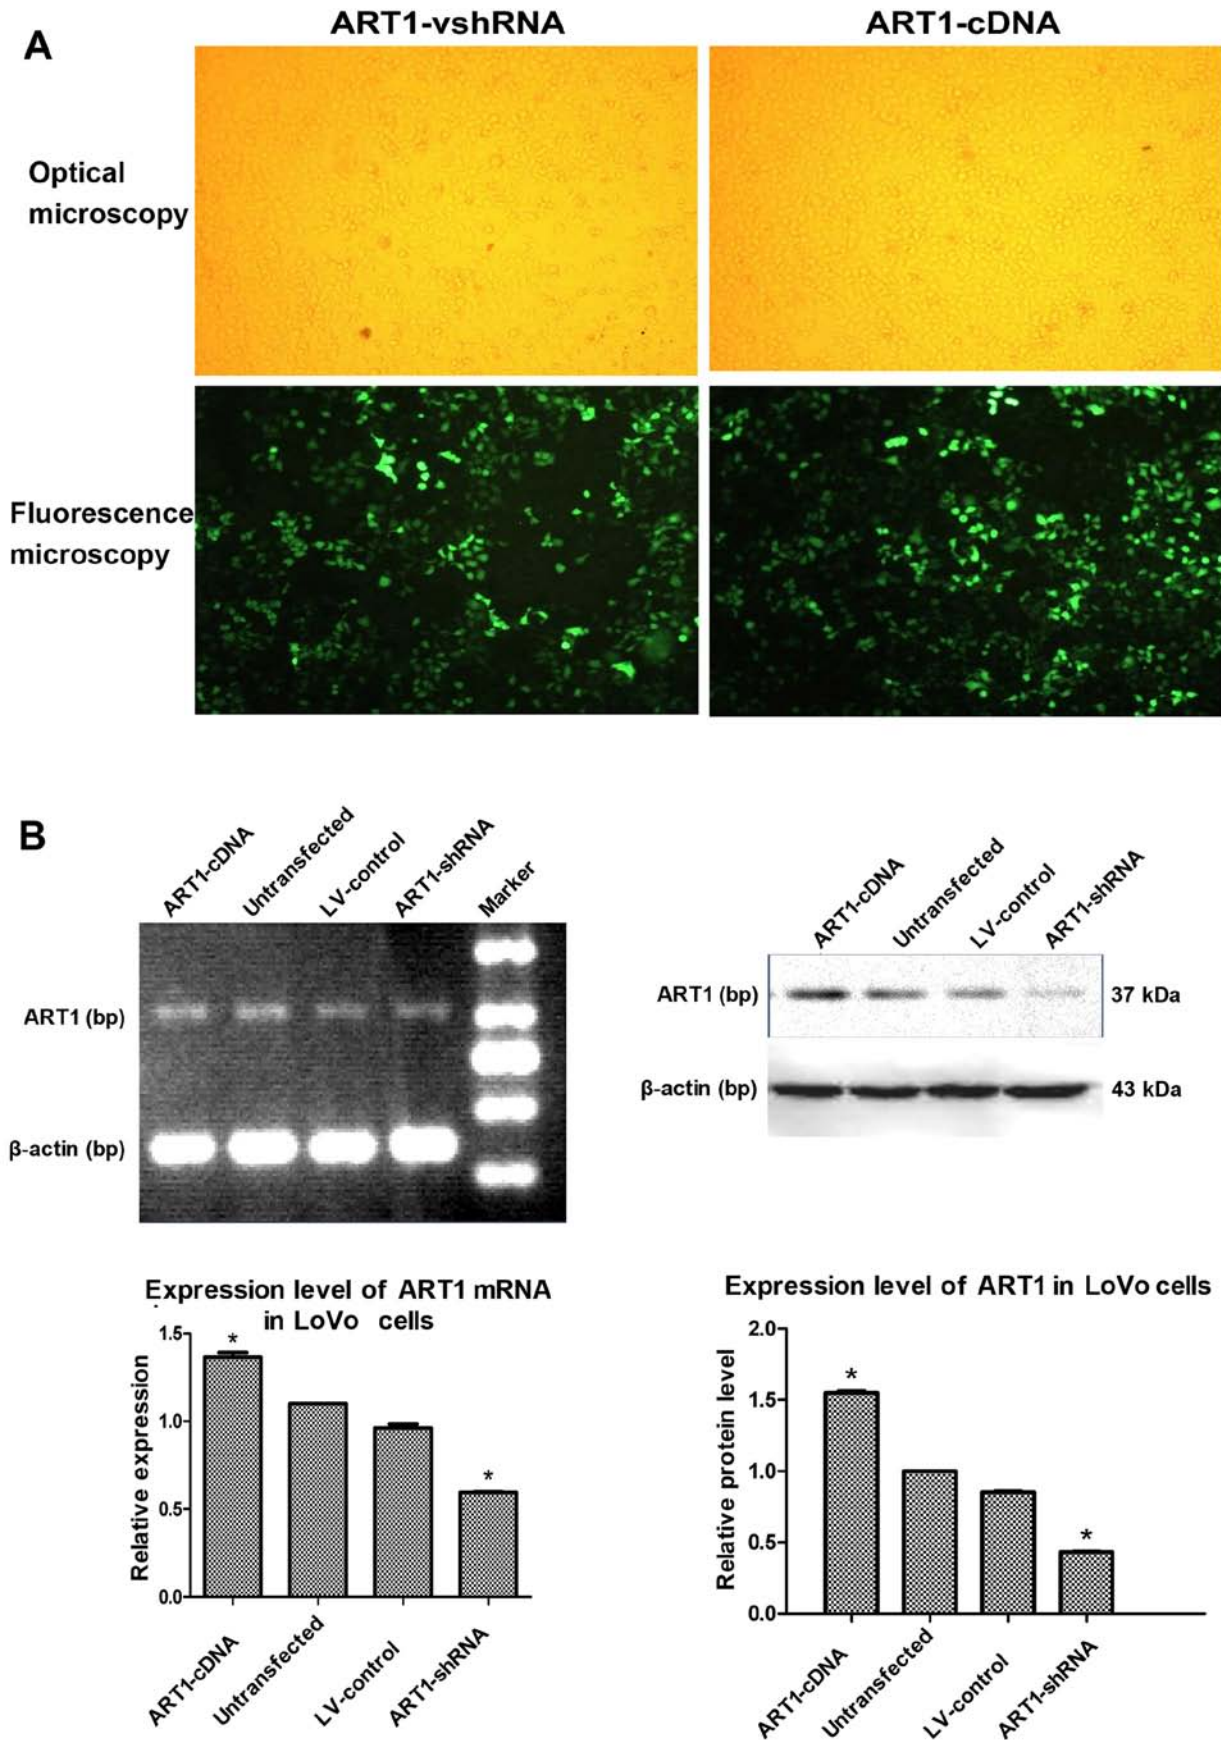 A
ART1-vshRNA
ART1-cDNA
Optical
microscopy
Fluorescence
microscopy
B
ART1-cDNA
Untransfected
LV-control
ART1-shRNA
Marker
ART1 (bp)
β-actin (bp)
ART1-cDNA
Untransfected
LV-control
ART1-shRNA
ART1 (bp)
37 kDa
β-actin (bp)
43 kDa
Expression level of ART1 mRNA
in LoVo cells
Relative expression
1.5
1.0
0.5
0.0
*
*
ART1-cDNA
Untransfected
LV-control
ART1-shRNA
Expression level of ART1 in LoVo cells
Relative protein level
2.0
1.5
1.0
0.5
0.0
*
*
ART1-cDNA
Untransfected
LV-control
ART1-shRNA